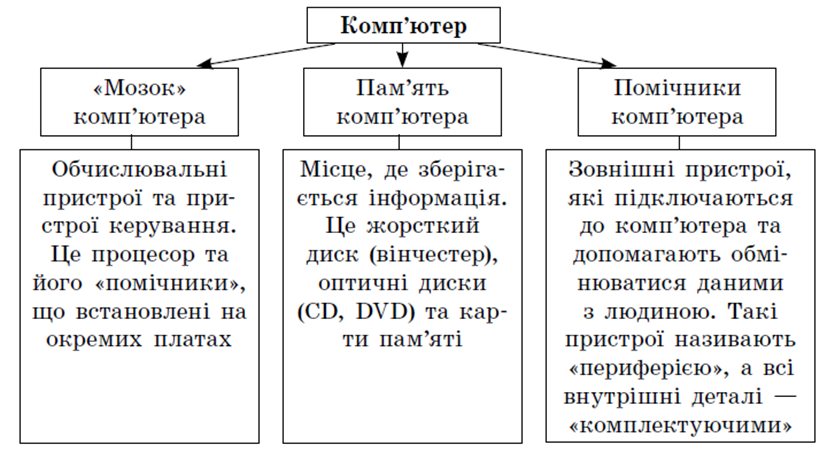 Комп’ютер
«Мозок»
комп’ютера
Пам’ять
комп’ютера
Помічники
комп’ютера
Обчислювальні
пристрої та при-
строї керування.
Це процесор та
його «помічники»,
що встановлені на
окремих платах
Місце, де зберіга-
ється інформація.
Це жорсткий
диск (вінчестер),
оптичні диски
(CD, DVD) та кар-
ти пам’яті
Зовнішні пристрої,
які підключаються
до комп’ютера та
допомагають обмі-
нюватися даними
з людиною. Такі
пристрої називають
«периферією», а всі
внутрішні деталі —
«комплектуючими»